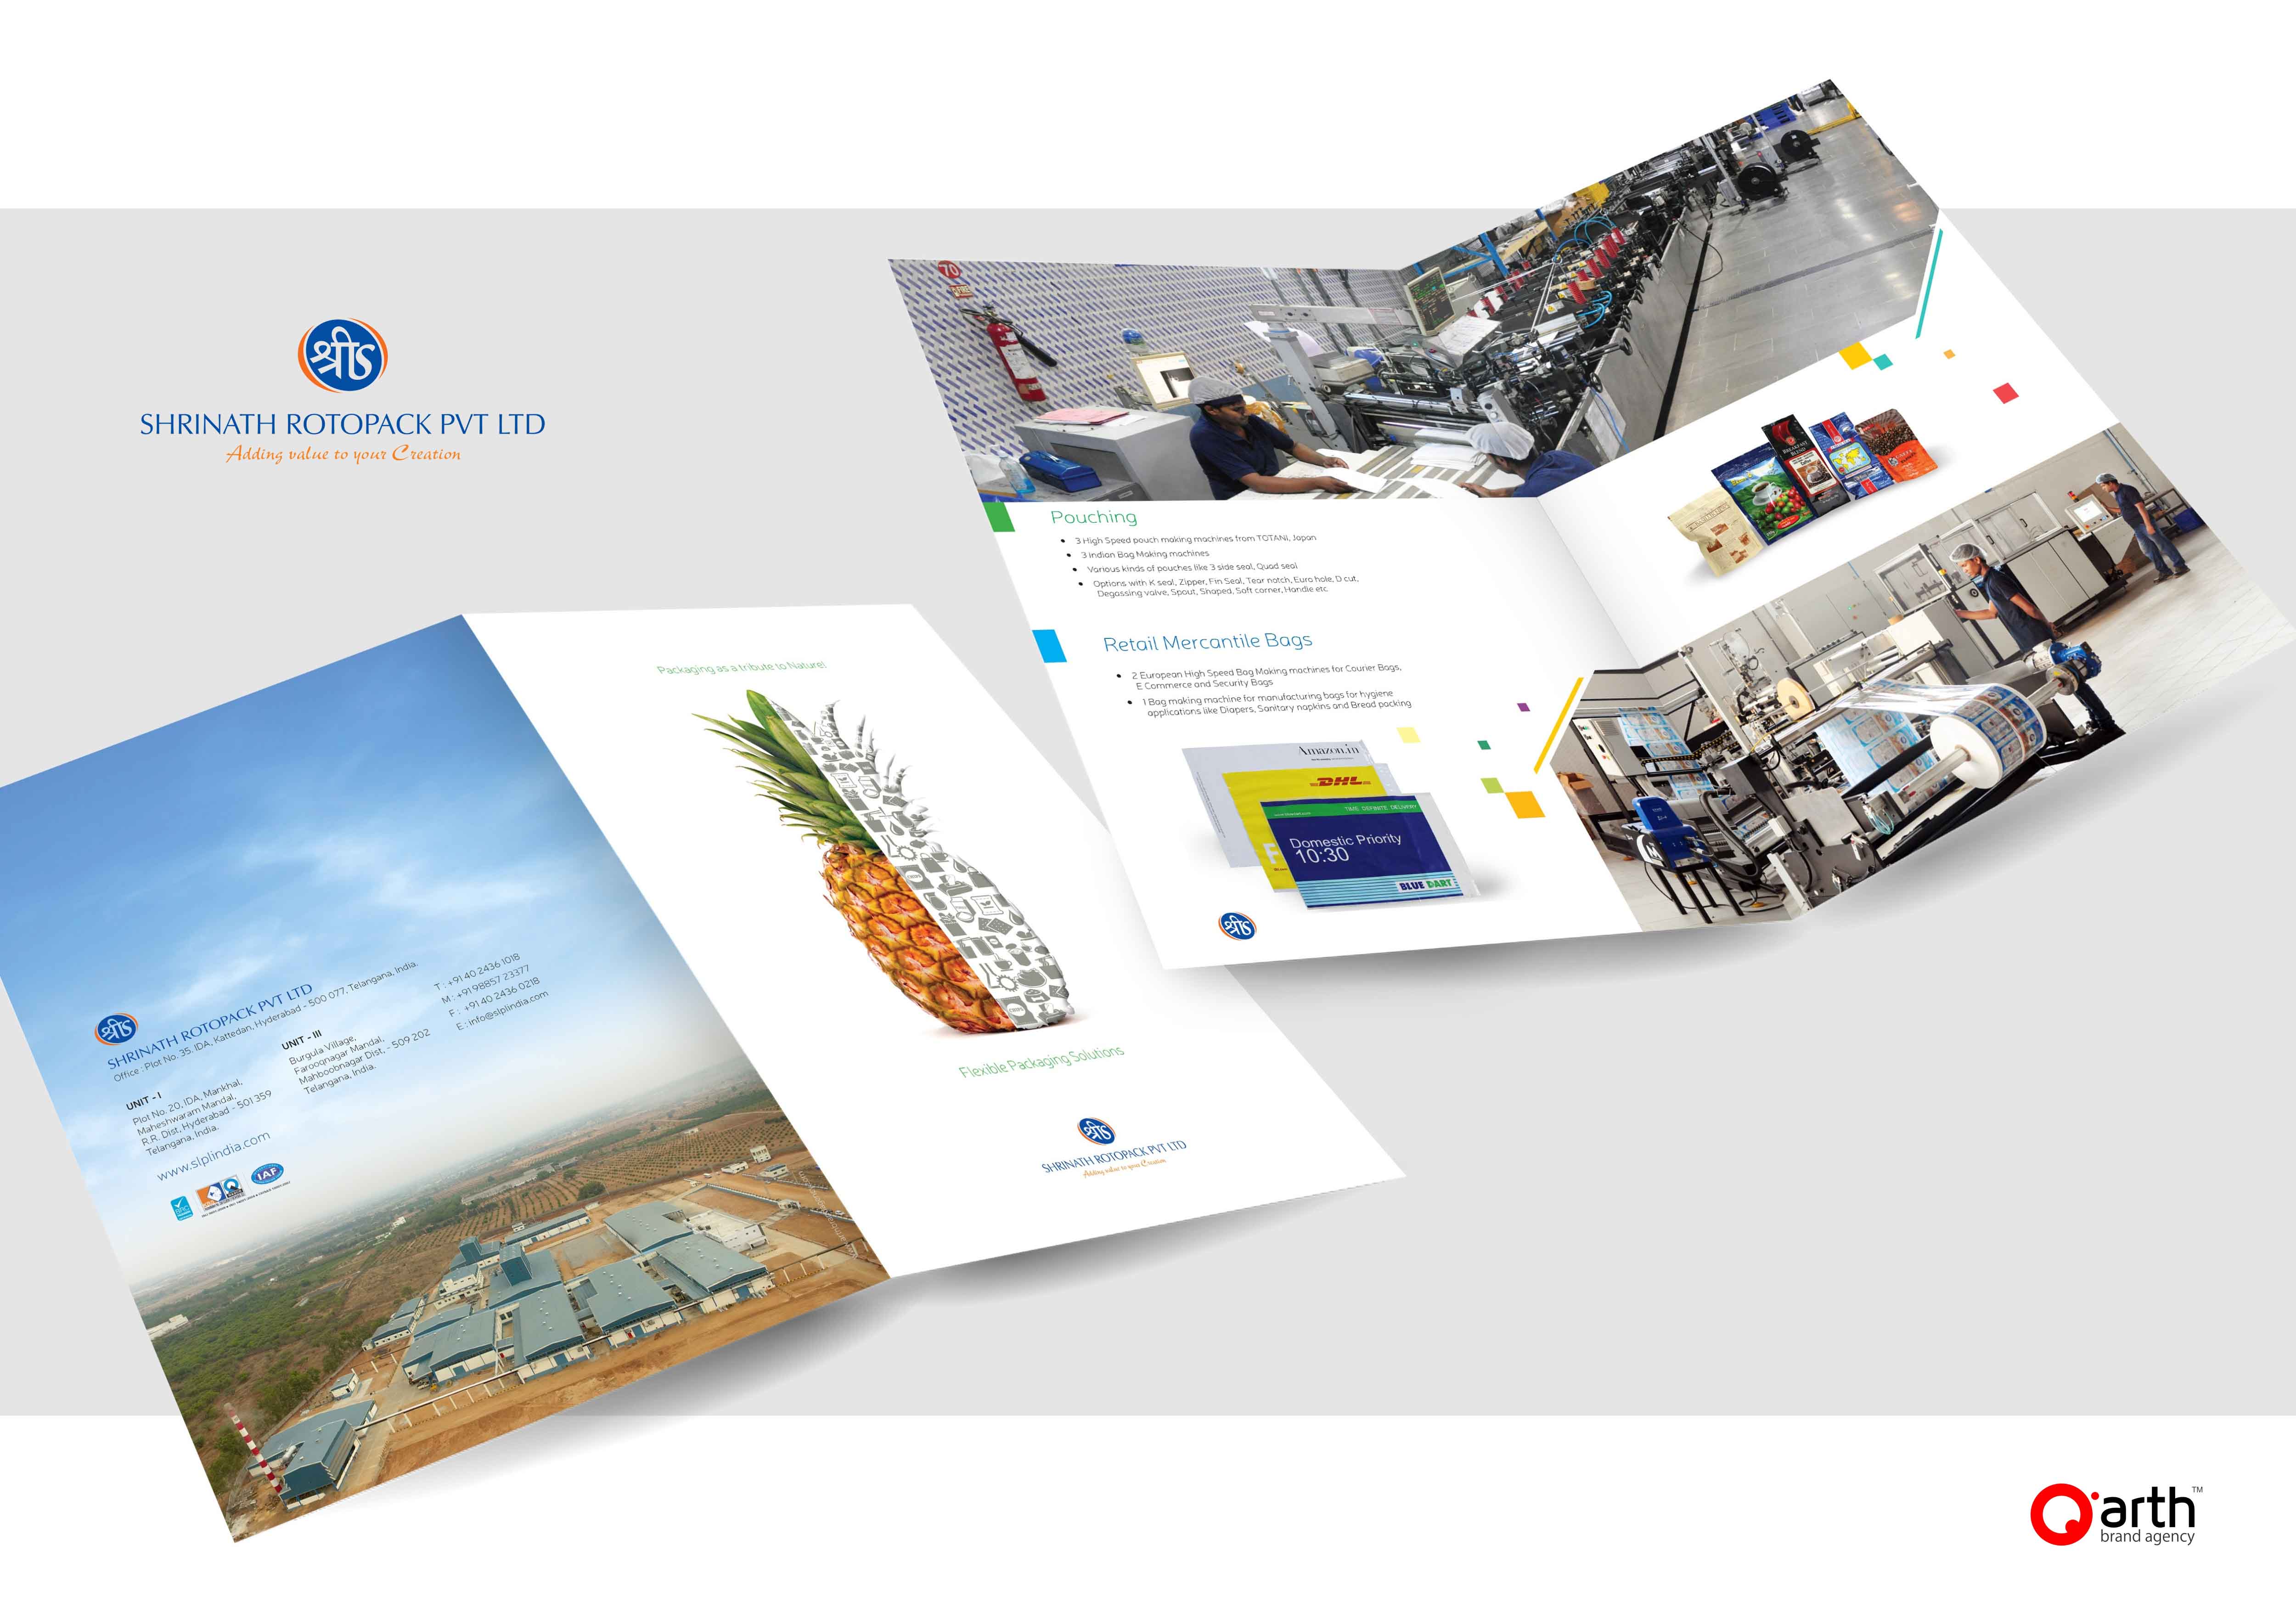 श्रीS
SHRINATH ROTOPACK PVT LTD
Adding value to your Creation
70
Pouching
• 3 High Speed pouch making machines from TOTANI, Japan
• 3 Indian Bag Making machines
• Various kinds of pouches like 3 side seal, Quad seal
• Options with K seal, Zipper, Fin Seal, Tear notch, Euro hole, D cut,
Degassing valve, Spout, Shaped, Soft corner, Handle etc
Retail Mercantile Bags
• 2 European High Speed Bag Making machines for Courier Bags,
E Commerce and Security Bags
• 1 Bag making machine for manufacturing bags for hygiene
applications like Diapers, Sanitary napkins and Bread packing
Amazon.in
DHL
TIME DEFINITE DELIVERY
Domestic Priority
10:30
BLUE DART
श्रीS
Packaging as a tribute to Nature!
Flexible Packaging Solutions
श्रीS
SHRINATH ROTOPACK PVT LTD
Adding value to your Creation
श्रीS
SHRINATH ROTOPACK PVT LTD
Office : Plot No. 35. IDA, Kattedan, Hyderabad - 500 077, Telangana, India.
UNIT - I
Plot No. 20, IDA, Mankhal,
Maheshwaram Mandal,
R.R. Dist, Hyderabad - 501 359
Telangana, India.
UNIT - III
Burgula Village,
Farooqnagar Mandal,
Mahboobnagar Dist, - 509 202
Telangana, India.
T : +91 40 2436 1018
M : +91 98857 23377
F : +91 40 2436 0218
E : info@slplindia.com
www.slplindia.com
IAF
Q'arth™
brand agency